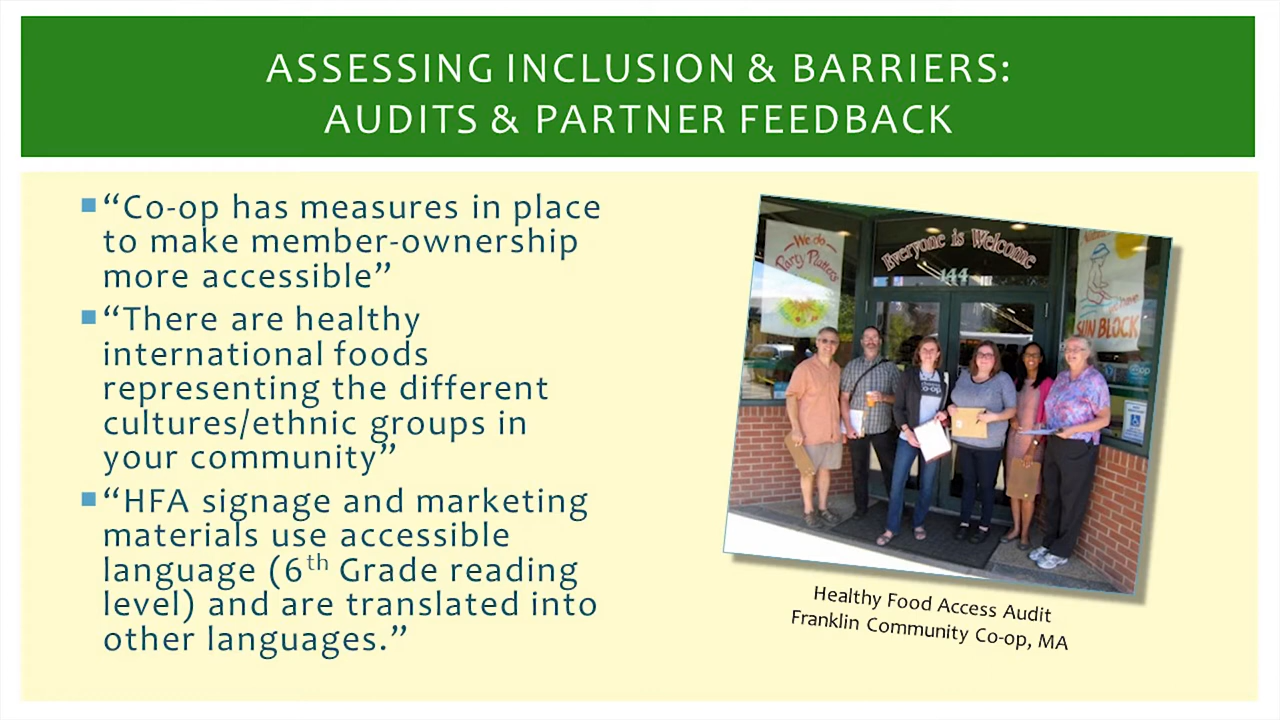 ASSESSING INCLUSION & BARRIERS:
AUDITS & PARTNER FEEDBACK
“Co-op has measures in place
to make member-ownership
more accessible”
“There are healthy
international foods
representing the different
cultures/ethnic groups in
your community”
“HFA signage and marketing
materials use accessible
language (6th Grade reading
level) and are translated into
other languages.”
We do
Party Platters
Everyone is Welcome
144
SUN BLOCK
co-op
Healthy Food Access Audit
Franklin Community Co-op, MA